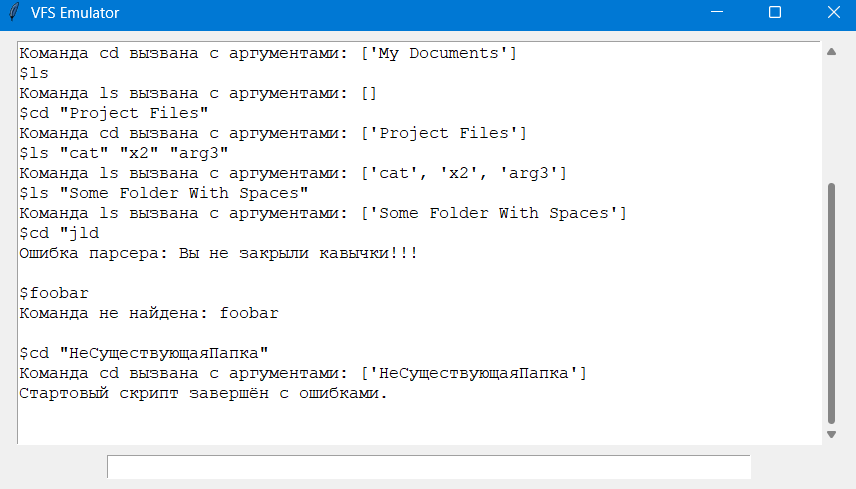 VFS Emulator
Команда cd вызвана с аргументами: ['My Documents']
$ls
Команда ls вызвана с аргументами: []
$cd "Project Files"
Команда cd вызвана с аргументами: ['Project Files']
$ls "cat" "x2" "arg3"
Команда ls вызвана с аргументами: ['cat', 'x2', 'arg3']
$ls "Some Folder With Spaces"
Команда ls вызвана с аргументами: ['Some Folder With Spaces']
$cd "jld
Ошибка парсера: Вы не закрыли кавычки!!!
$foobar
Команда не найдена: foobar
$cd "НеСуществующаяПапка"
Команда cd вызвана с аргументами: ['НеСуществующаяПапка']
Стартовый скрипт завершён с ошибками.